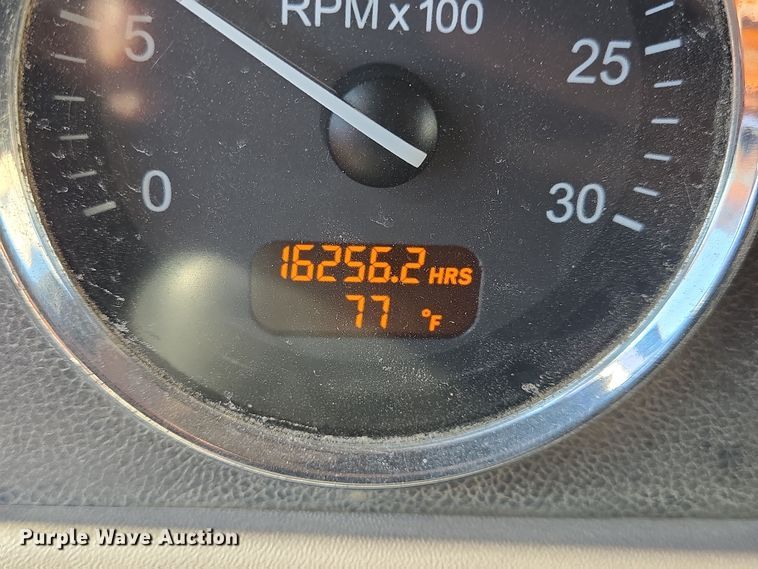 RPM x 100
5
25
0
30
16256.2 HRS
77 °F
Purple Wave Auction